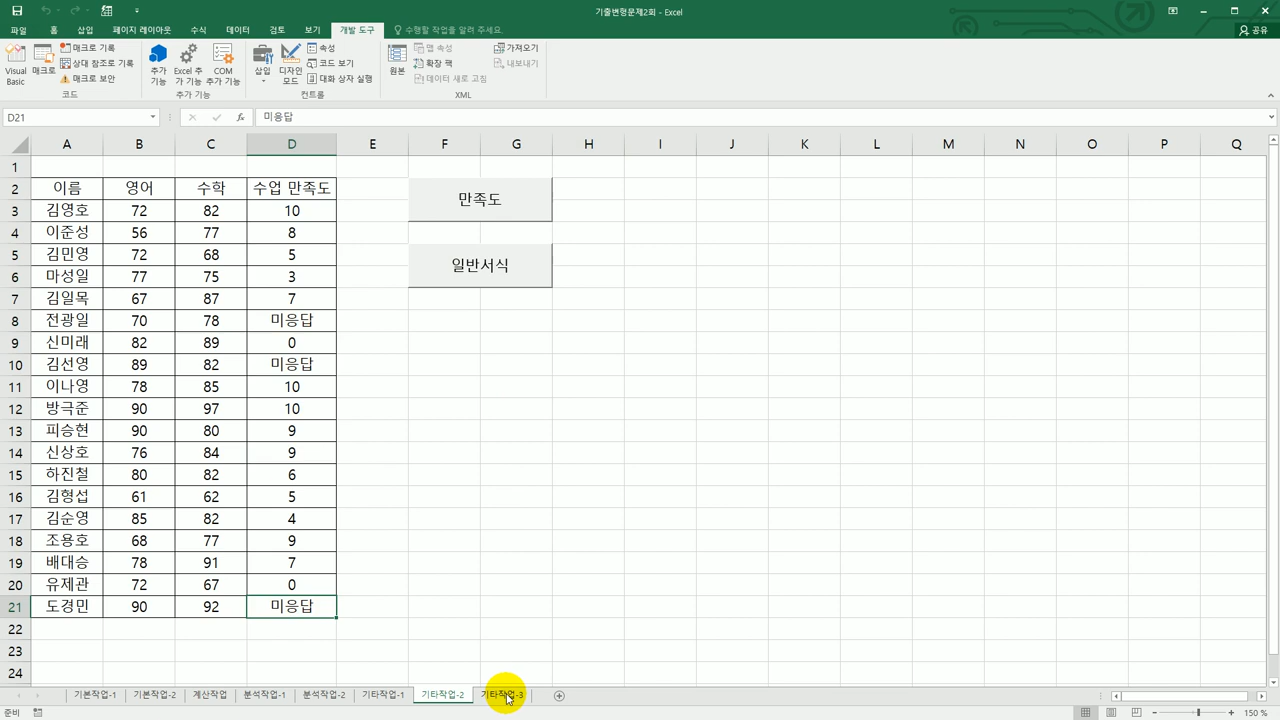 기출변형문제2회 - Excel
파일 홈 삽입 페이지 레이아웃 수식 데이터 검토 보기 개발 도구 수행할 작업을 알려 주세요. 공유
Visual Basic 매크로 매크로 기록 상대 참조로 기록 매크로 보안 코드
추가 기능 Excel 추가 기능 COM 추가 기능 추가 기능
삽입 디자인 모드 속성 코드 보기 대화 상자 실행 컨트롤
원본 맵 속성 확장 팩 데이터 새로 고침 가져오기 내보내기 XML
D21 fx 미응답
A B C D E F G H I J K L M N O P Q
1
2 이름 영어 수학 수업 만족도 만족도
3 김영호 72 82 10
4 이준성 56 77 8
5 김민영 72 68 5 일반서식
6 마성일 77 75 3
7 김일목 67 87 7
8 전광일 70 78 미응답
9 신미래 82 89 0
10 김선영 89 82 미응답
11 이나영 78 85 10
12 방극준 90 97 10
13 피승현 90 80 9
14 신상호 76 84 9
15 하진철 80 82 6
16 김형섭 61 62 5
17 김순영 85 82 4
18 조용호 68 77 9
19 배대승 78 91 7
20 유제관 72 67 0
21 도경민 90 92 미응답
22
23
24
기본작업-1 기본작업-2 계산작업 분석작업-1 분석작업-2 기타작업-1 기타작업-2 기타작업-3
준비 150 %